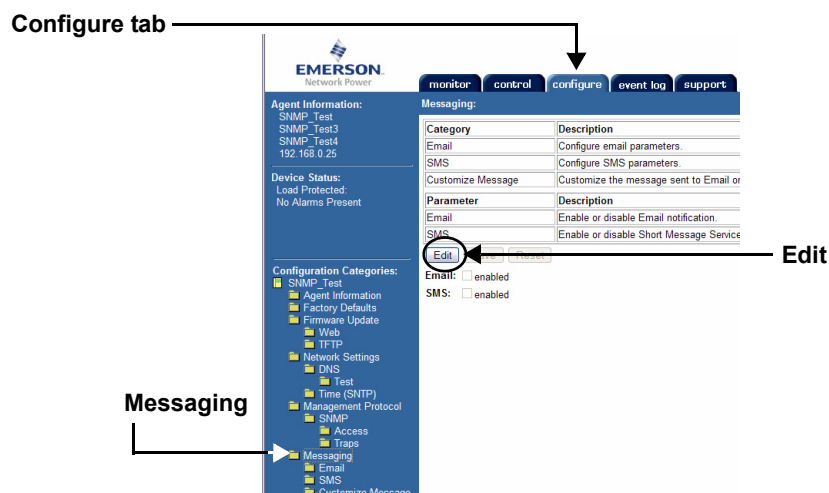 Configure tab
EMERSON
Network Power
monitor control configure event log support
Agent Information:
SNMP_Test
SNMP_Test3
SNMP_Test4
192.168.0.25
Device Status:
Load Protected:
No Alarms Present
Messaging:
Category Description
Email Configure email parameters.
SMS Configure SMS parameters.
Customize Message Customize the message sent to Email or
Parameter Description
Email Enable or disable Email notification.
SMS Enable or disable Short Message Service
Edit Save Reset
Edit
Email: enabled
SMS: enabled
Configuration Categories:
SNMP_Test
Agent Information
Factory Defaults
Firmware Update
Web
TFTP
Network Settings
DNS
Test
Time (SNTP)
Management Protocol
SNMP
Access
Traps
Messaging
Messaging
Email
SMS
Customize Message